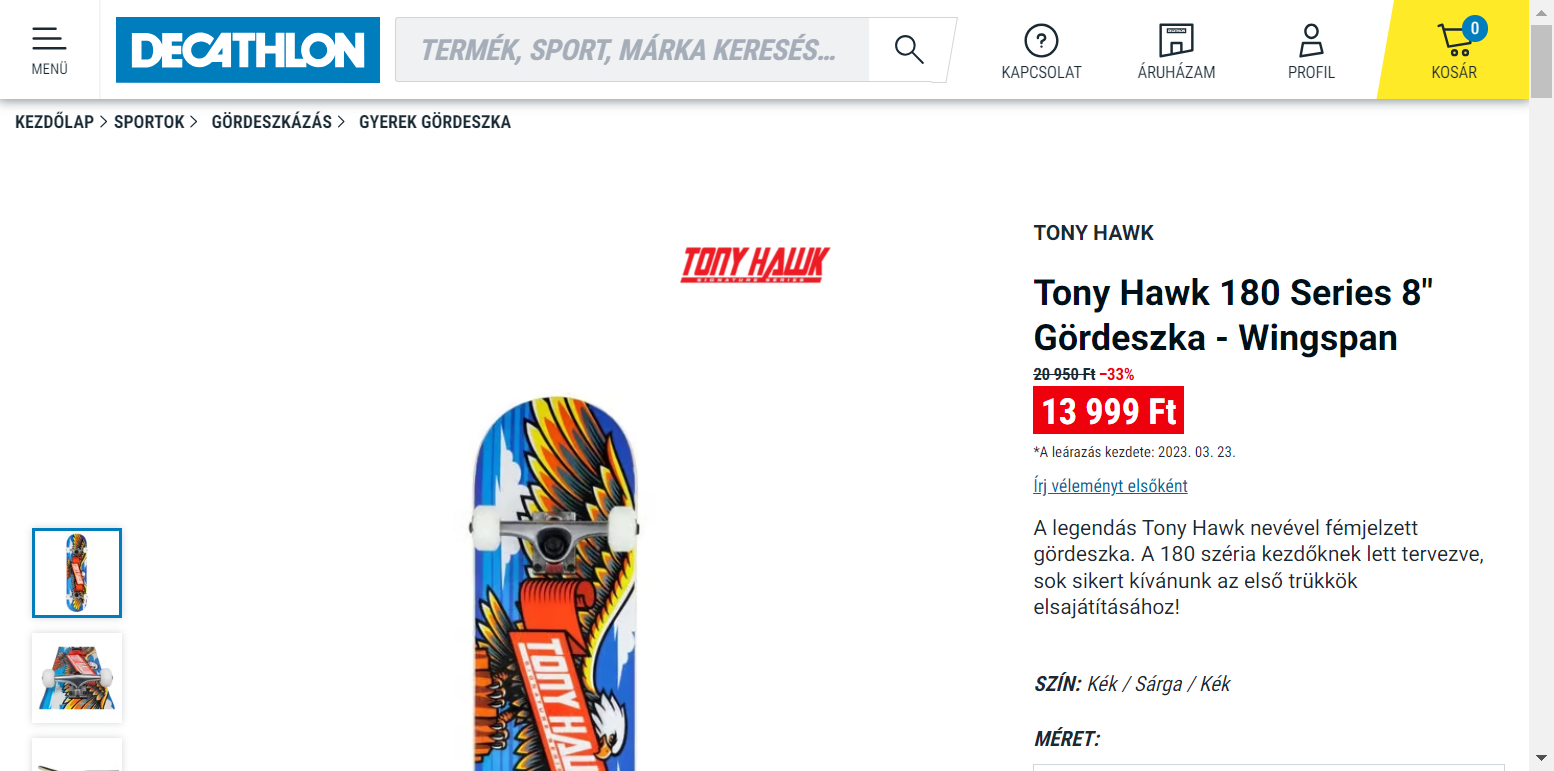 MENÜ
DECATHLON
TERMÉK, SPORT, MÁRKA KERESÉS...
KAPCSOLAT
DECATHLON
ÁRUHÁZAM
PROFIL
0
KOSÁR
KEZDŐLAP > SPORTOK > GÖRDESZKÁZÁS > GYEREK GÖRDESZKA
TONY HAWK
SIGNATURE SERIES
TONY HAWK
Tony Hawk 180 Series 8"
Gördeszka - Wingspan
20 950 Ft −33%
13 999 Ft
*A leárazás kezdete: 2023. 03. 23.
Írj véleményt elsőként
A legendás Tony Hawk nevével fémjelzett
gördeszka. A 180 széria kezdőknek lett tervezve,
sok sikert kívánunk az első trükkök
elsajátításához!
SZÍN: Kék / Sárga / Kék
MÉRET:
TONY HA
SIGNATURE